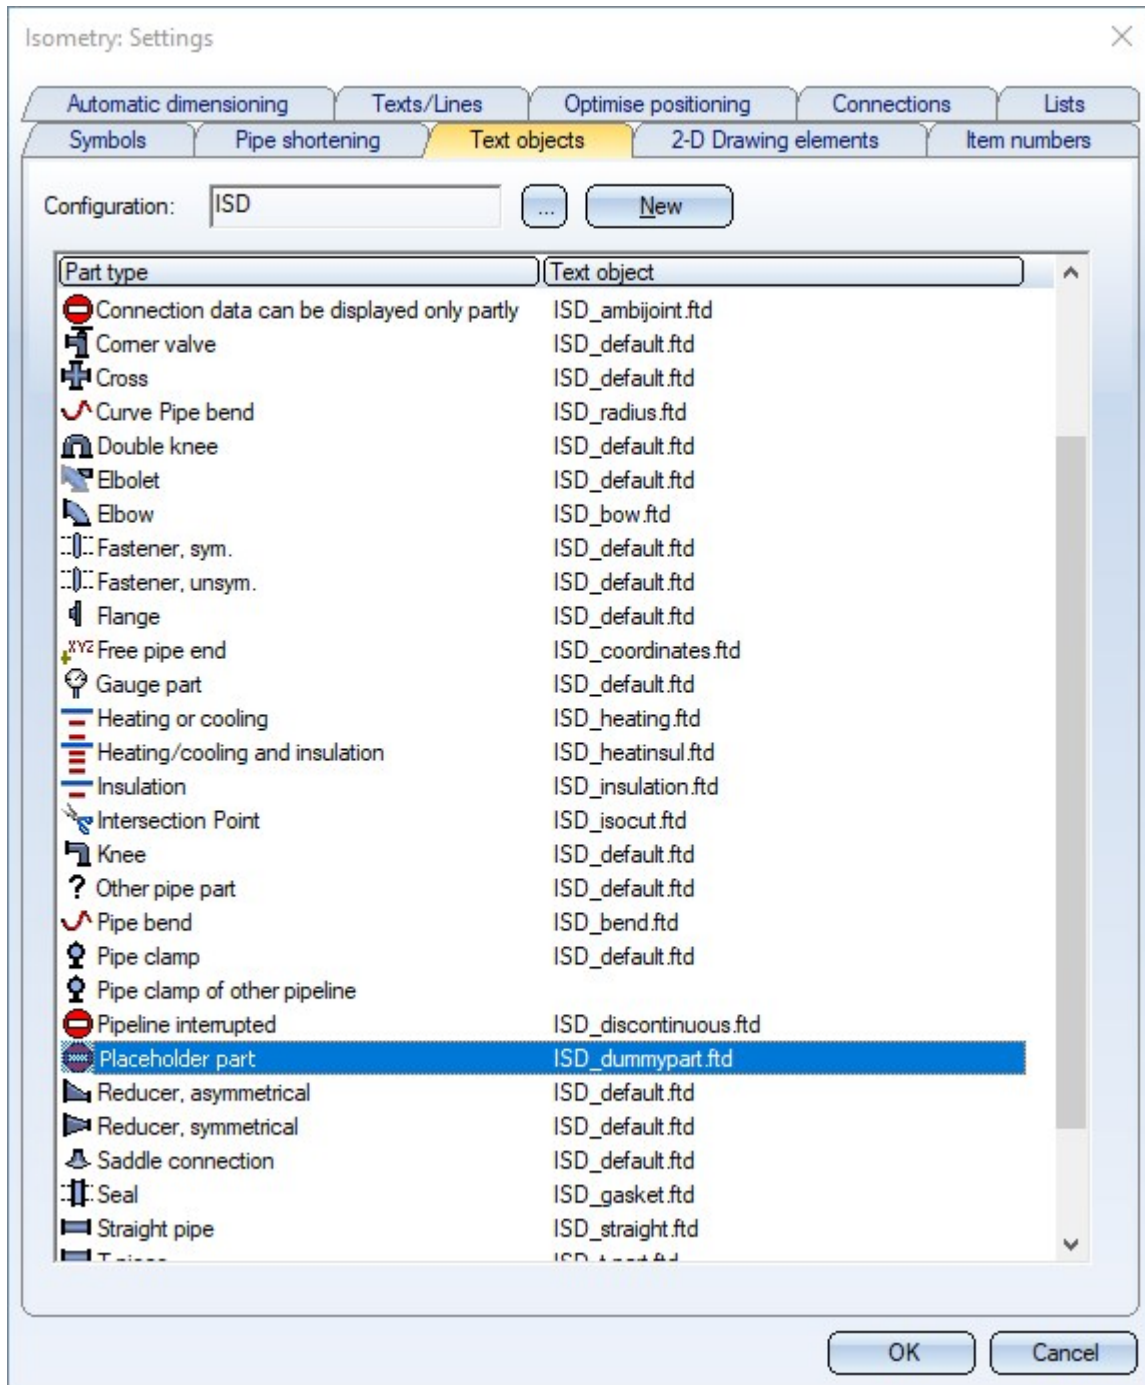 Isometry: Settings
Automatic dimensioning Texts/Lines Optimise positioning Connections Lists
Symbols Pipe shortening Text objects 2-D Drawing elements Item numbers
Configuration: ISD ... New
Part type Text object
Connection data can be displayed only partly ISD_ambijoint.ftd
Corner valve ISD_default.ftd
Cross ISD_default.ftd
Curve Pipe bend ISD_radius.ftd
Double knee ISD_default.ftd
Elbolet ISD_default.ftd
Elbow ISD_bow.ftd
Fastener, sym. ISD_default.ftd
Fastener, unsym. ISD_default.ftd
Flange ISD_default.ftd
XYZ Free pipe end ISD_coordinates.ftd
Gauge part ISD_default.ftd
Heating or cooling ISD_heating.ftd
Heating/cooling and insulation ISD_heatinsul.ftd
Insulation ISD_insulation.ftd
Intersection Point ISD_isocut.ftd
Knee ISD_default.ftd
? Other pipe part ISD_default.ftd
Pipe bend ISD_bend.ftd
Pipe clamp ISD_default.ftd
Pipe clamp of other pipeline
Pipeline interrupted ISD_discontinuous.ftd
Placeholder part ISD_dummypart.ftd
Reducer, asymmetrical ISD_default.ftd
Reducer, symmetrical ISD_default.ftd
Saddle connection ISD_default.ftd
Seal ISD_gasket.ftd
Straight pipe ISD_straight.ftd
OK Cancel